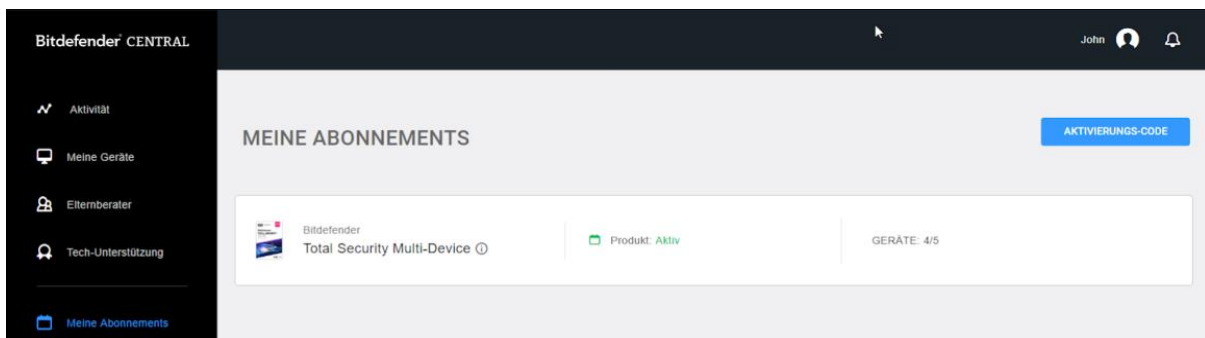 Bitdefender CENTRAL
John
Aktivität
Meine Geräte
Elternberater
Tech-Unterstützung
Meine Abonnements
MEINE ABONNEMENTS
AKTIVIERUNGS-CODE
Bitdefender
Total Security Multi-Device
Produkt: Aktiv
GERÄTE: 4/5